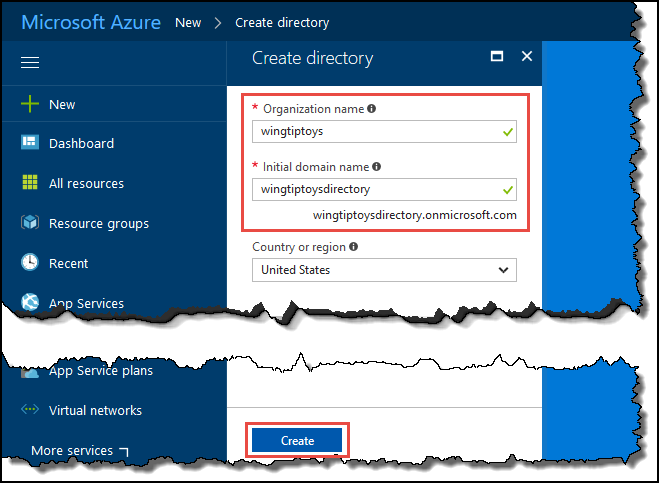 Microsoft Azure New > Create directory
Create directory
New
Dashboard
All resources
Resource groups
Recent
App Services
App Service plans
Virtual networks
More services
* Organization name
wingtiptoys
* Initial domain name
wingtiptoysdirectory
wingtiptoysdirectory.onmicrosoft.com
Country or region
United States
Create